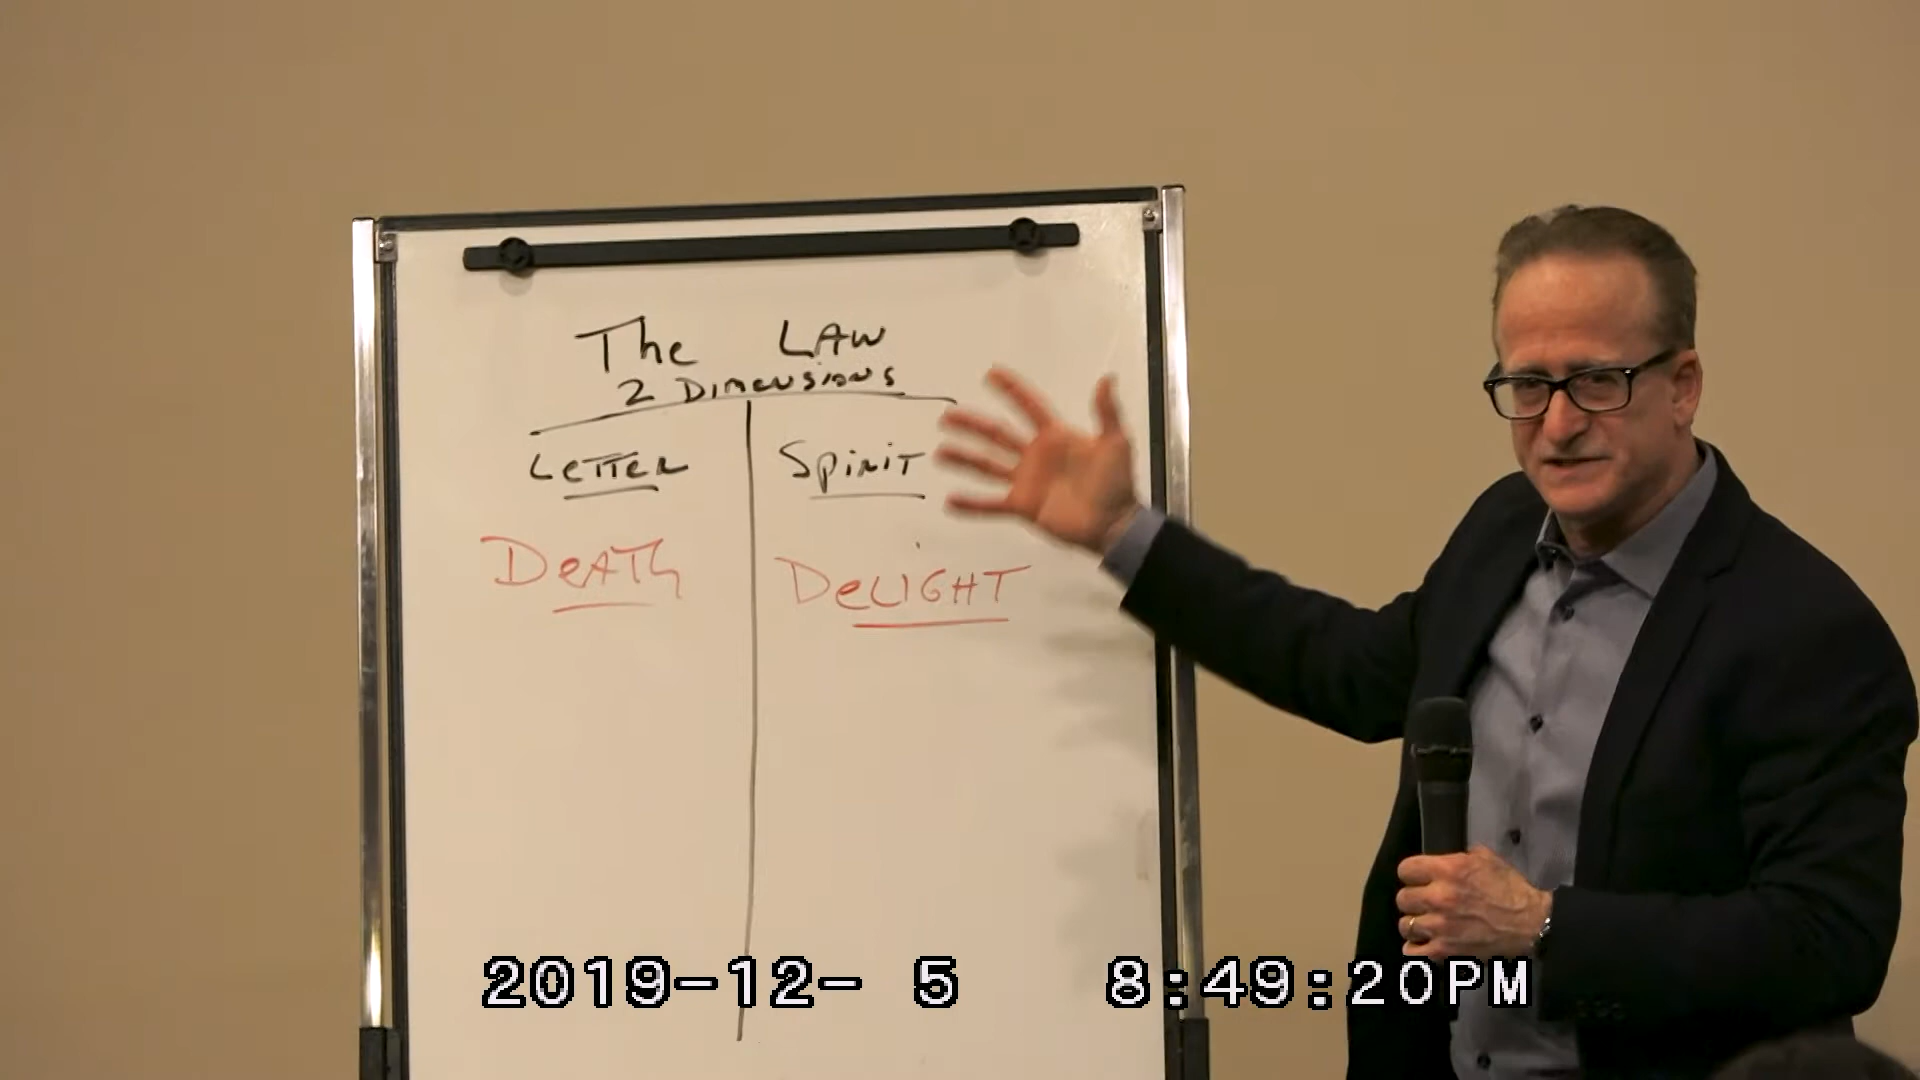 The LAW
2 Dimensions
Letter Spirit
Death DeLIGHT
2019-12- 5 8:49:20PM